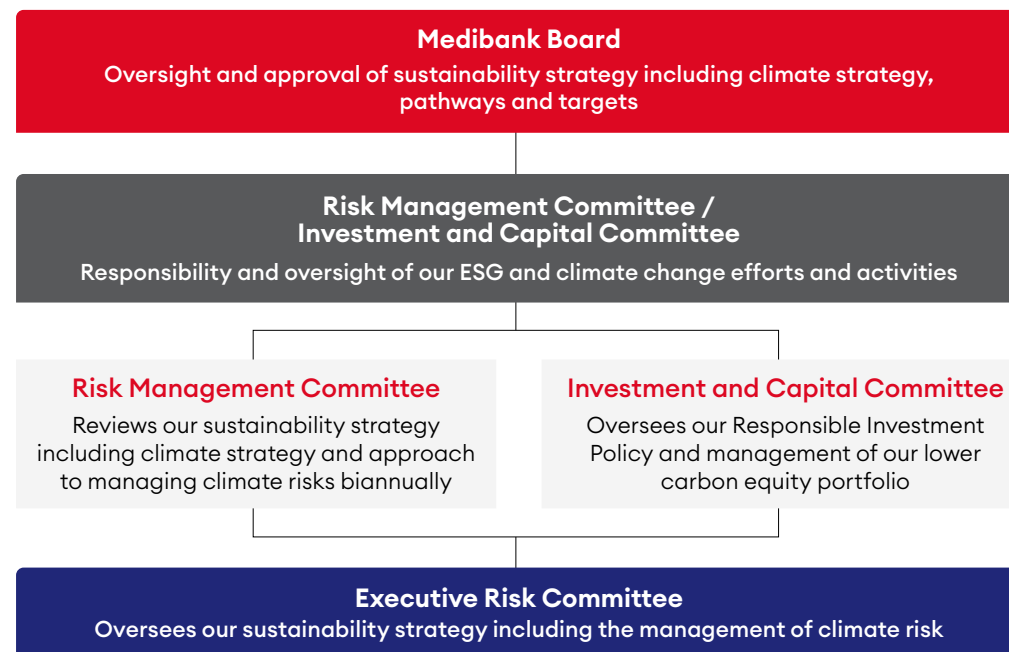 Medibank Board
Oversight and approval of sustainability strategy including climate strategy,
pathways and targets
Risk Management Committee /
Investment and Capital Committee
Responsibility and oversight of our ESG and climate change efforts and activities
Risk Management Committee
Reviews our sustainability strategy
including climate strategy and approach
to managing climate risks biannually
Investment and Capital Committee
Oversees our Responsible Investment
Policy and management of our lower
carbon equity portfolio
Executive Risk Committee
Oversees our sustainability strategy including the management of climate risk